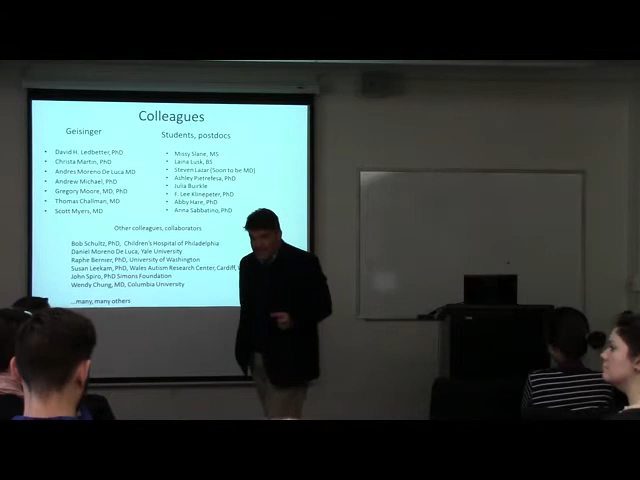 Colleagues
Geisinger
• David H. Ledbetter, PhD
• Christa Martin, PhD
• Andres Moreno De Luca MD
• Andrew Michael, PhD
• Gregory Moore, MD, PhD
• Thomas Challman, MD
• Scott Myers, MD
Students, postdocs
• Missy Slane, MS
• Laina Lusk, BS
• Steven Lazar (Soon to be MD)
• Ashley Pietrefesa, PhD
• Julia Burkle
• F. Lee Klinepeter, PhD
• Abby Hare, PhD
• Anna Sabbatino, PhD
Other colleagues, collaborators
Bob Schultz, PhD, Children's Hospital of Philadelphia
Daniel Moreno De Luca, Yale University
Raphe Bernier, PhD, University of Washington
Susan Leekam, PhD, Wales Autism Research Center, Cardiff,
John Spiro, PhD Simons Foundation
Wendy Chung, MD, Columbia University
...many, many others